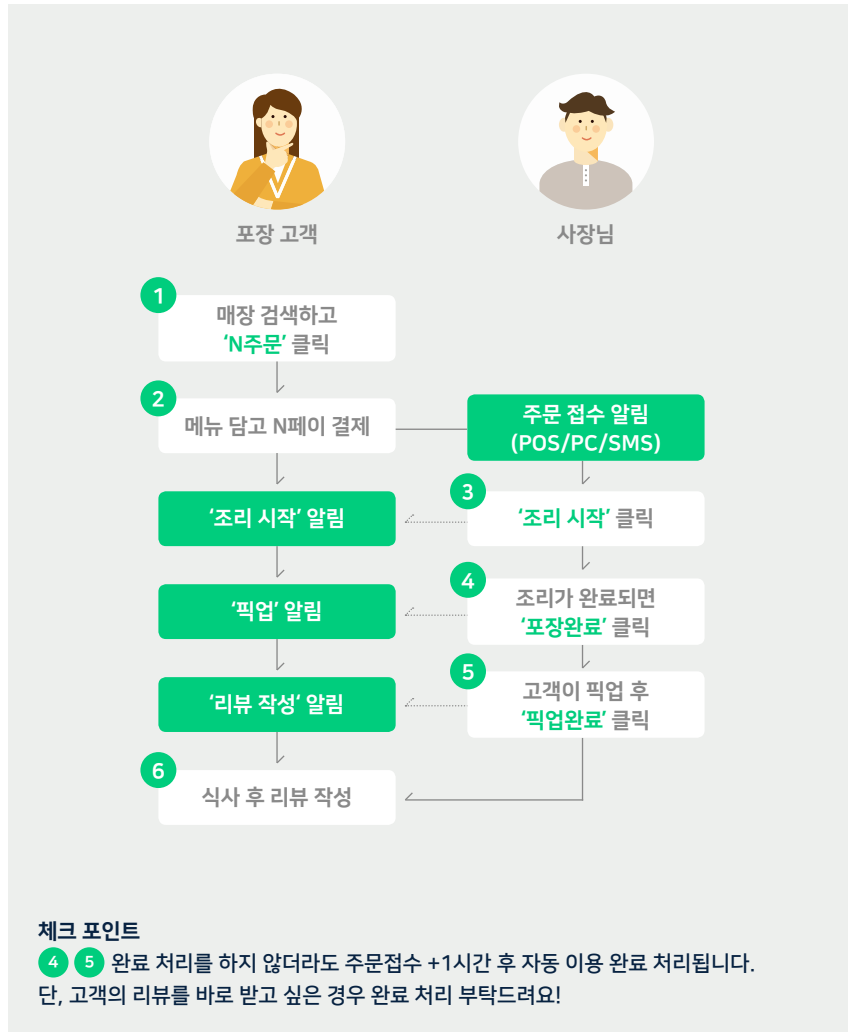 포장 고객
사장님
1
매장 검색하고
‘N주문’ 클릭
2
메뉴 담고 N페이 결제
주문 접수 알림
(POS/PC/SMS)
‘조리 시작’ 알림
3
‘조리 시작’ 클릭
‘픽업’ 알림
4
조리가 완료되면
‘포장완료’ 클릭
‘리뷰 작성‘ 알림
5
고객이 픽업 후
‘픽업완료’ 클릭
6
식사 후 리뷰 작성
체크 포인트
4 5 완료 처리를 하지 않더라도 주문접수 +1시간 후 자동 이용 완료 처리됩니다.
단, 고객의 리뷰를 바로 받고 싶은 경우 완료 처리 부탁드려요!